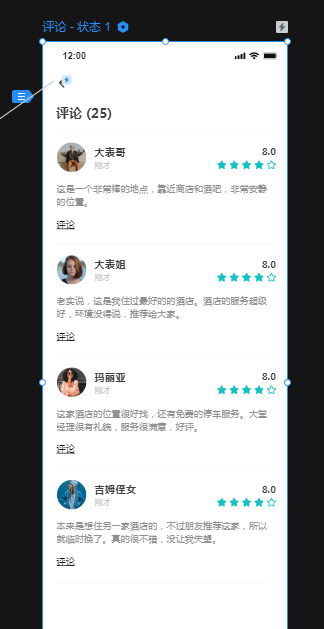 评论 - 状态 1
12:00
评论 (25)
大表哥
8.0
刚才
这是一个非常棒的地点，靠近商店和酒吧，非常安静
的位置。
评论
大表姐
8.0
刚才
老实说，这是我住过最好的的酒店。酒店的服务超级
好，环境没得说，推荐给大家。
评论
玛丽亚
8.0
刚才
这家酒店的位置很好找，还有免费的停车服务。大堂
经理很有礼貌，服务很满意，好评。
评论
吉姆侄女
8.0
刚才
本来是想住另一家酒店的，不过朋友推荐这家，所以
就临时换了。真的很不错，没让我失望。
评论